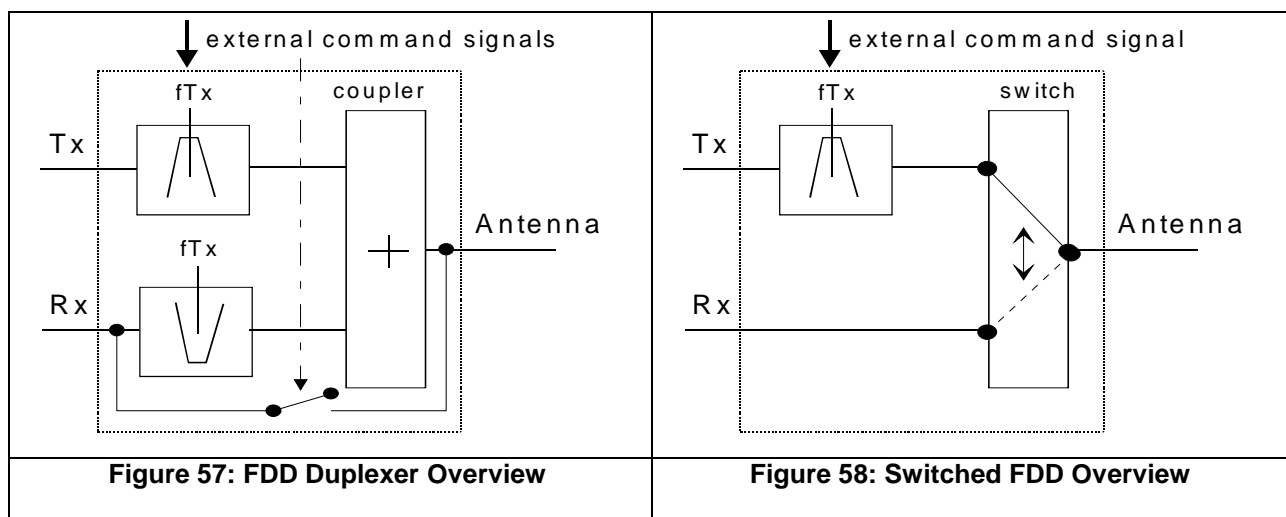 external command signals
fTx
coupler
Tx
Antenna
fTx
Rx
Figure 57: FDD Duplexer Overview
external command signal
fTx
switch
Tx
Antenna
Rx
Figure 58: Switched FDD Overview